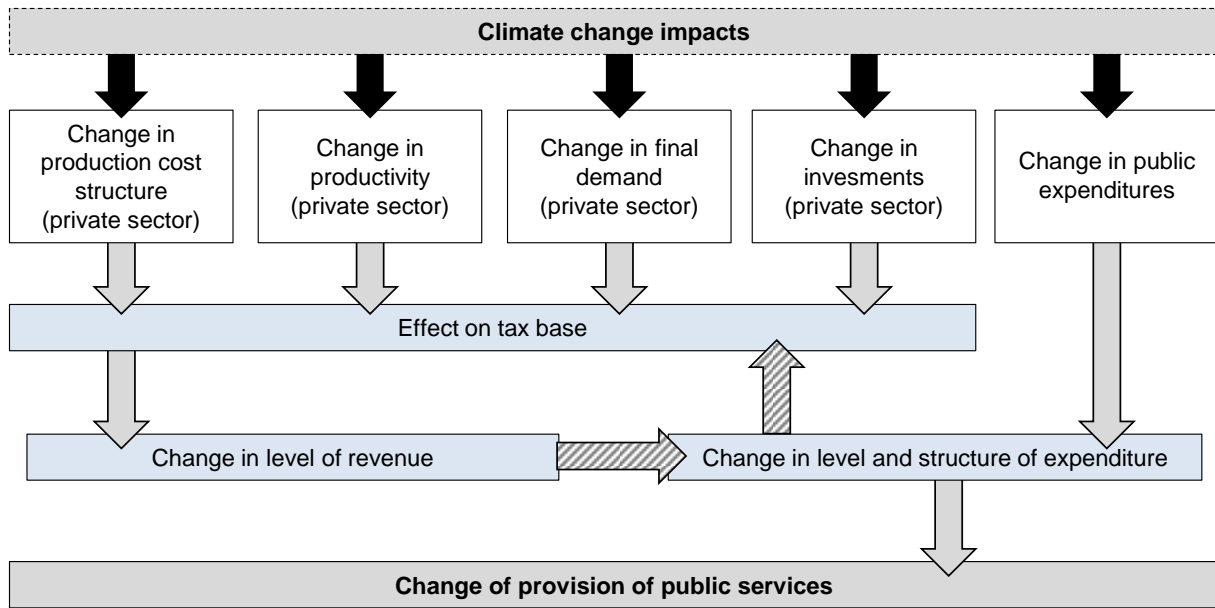 Climate change impacts
Change in
production cost
structure
(private sector)
Change in
productivity
(private sector)
Change in final
demand
(private sector)
Change in
invesments
(private sector)
Change in public
expenditures
Effect on tax base
Change in level of revenue
Change in level and structure of expenditure
Change of provision of public services